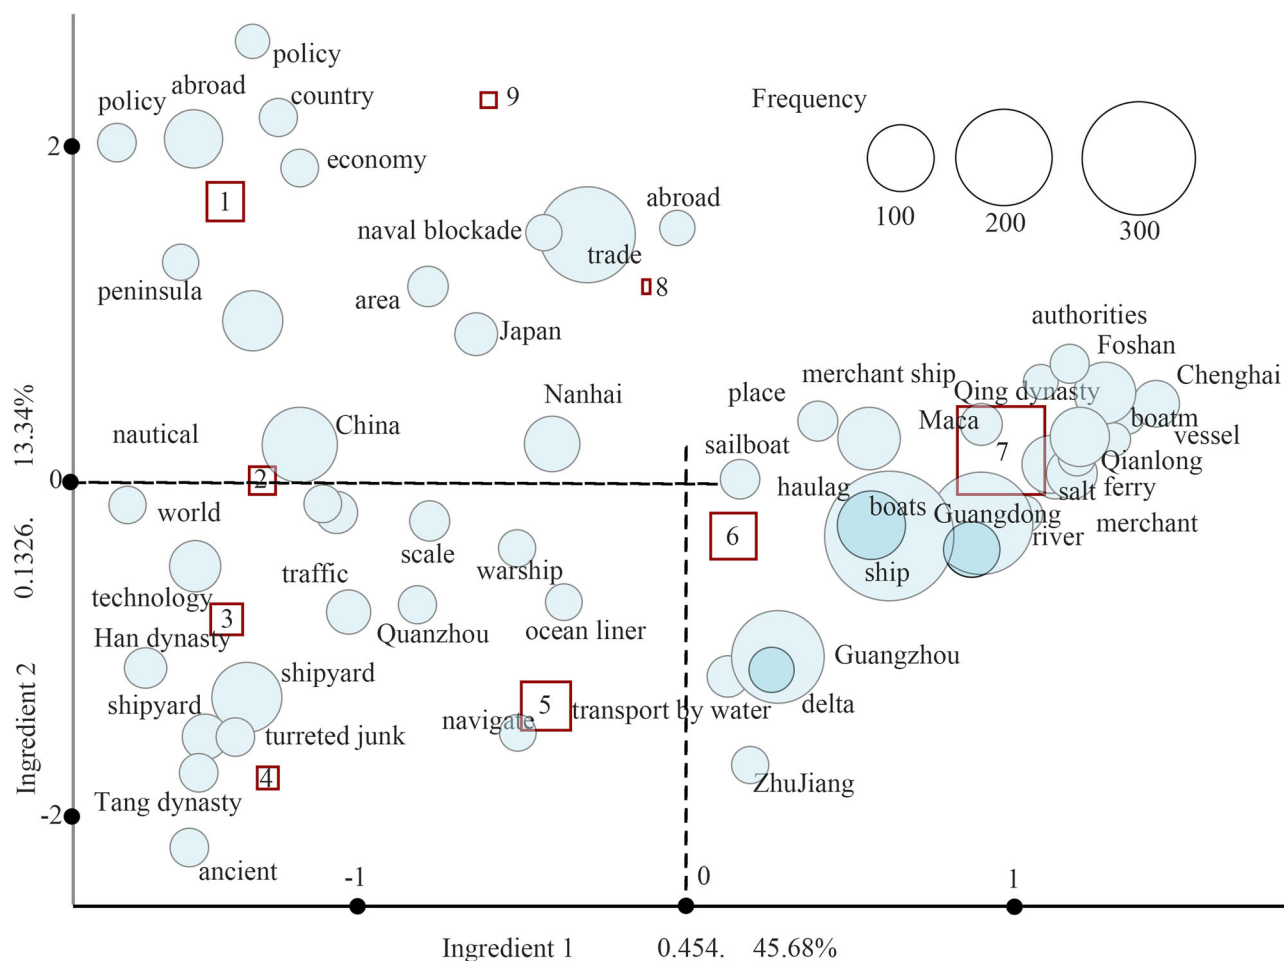 policy
abroad
policy
country
9
Frequency
2
economy
1
abroad
100
200
300
naval blockade
trade
peninsula
area
8
Japan
authorities
Foshan
merchant ship
Chenghai
place
Qing dynasty
Nanhai
Maca
boatm
nautical
China
vessel
sailboat
7
Qianlong
0
2
haulag
salt
ferry
world
boats
Guangdong
merchant
6
river
scale
warship
ship
traffic
technology
3
Quanzhou
ocean liner
Han dynasty
Guangzhou
shipyard
shipyard
5
transport by water
delta
navigate
turreted junk
4
ZhuJiang
Tang dynasty
-2
ancient
-1
0
1
Ingredient 2 0.1326. 13.34%
Ingredient 1 0.454. 45.68%